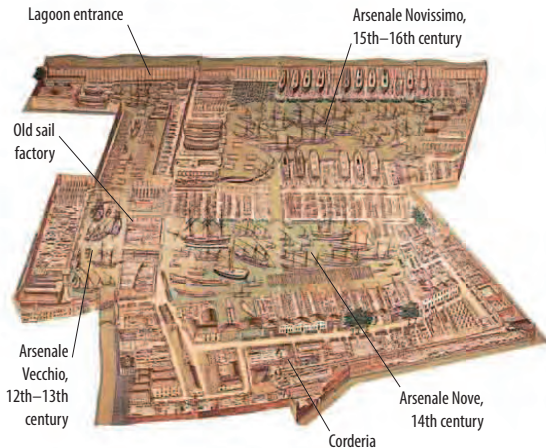 Lagoon entrance
Arsenale Novissimo,
15th–16th century
Old sail
factory
Arsenale
Vecchio,
12th–13th
century
Arsenale Nove,
14th century
Corderia